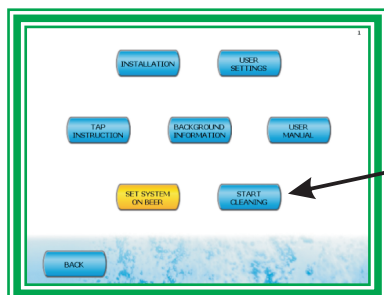 1
INSTALLATION
USER
SETTINGS
TAP
INSTRUCTION
BACKGROUND
INFORMATION
USER
MANUAL
SET SYSTEM
ON BEER
START
CLEANING
BACK